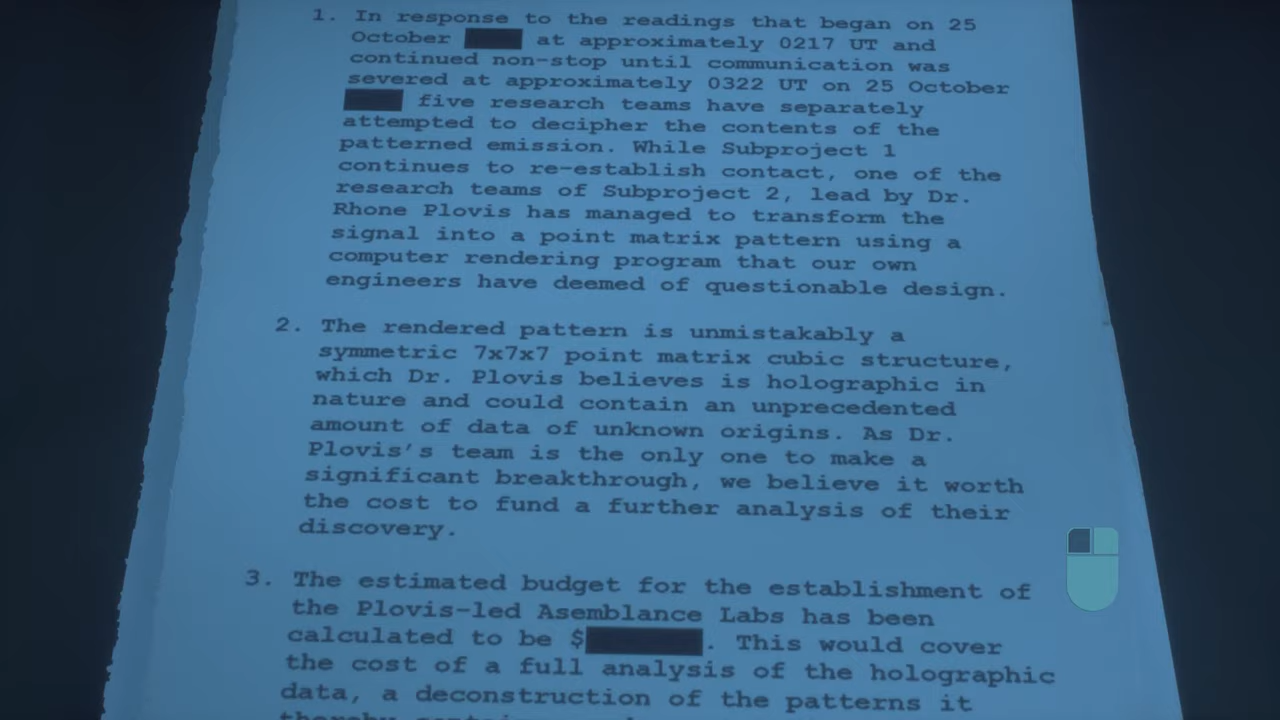 1. In response to the readings that began on 25
October at approximately 0217 UT and
continued non-stop until communication was
severed at approximately 0322 UT on 25 October
five research teams have separately
attempted to decipher the contents of the
patterned emission. While Subproject 1
continues to re-establish contact, one of the
research teams of Subproject 2, lead by Dr.
Rhone Plovis has managed to transform the
signal into a point matrix pattern using a
computer rendering program that our own
engineers have deemed of questionable design.
2. The rendered pattern is unmistakably a
symmetric 7x7x7 point matrix cubic structure,
which Dr. Plovis believes is holographic in
nature and could contain an unprecedented
amount of data of unknown origins. As Dr.
Plovis's team is the only one to make a
significant breakthrough, we believe it worth
the cost to fund a further analysis of their
discovery.
3. The estimated budget for the establishment of
the Plovis-led Asemblance Labs has been
calculated to be $ . This would cover
the cost of a full analysis of the holographic
data, a deconstruction of the patterns it